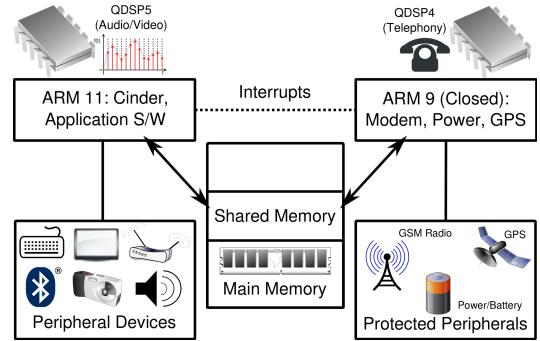 QDSP5
(Audio/Video)
f(t)
QDSP4
(Telephony)
ARM 11: Cinder,
Application S/W
Interrupts
ARM 9 (Closed):
Modem, Power, GPS
Shared Memory
Main Memory
®
Peripheral Devices
GSM Radio
GPS
Power/Battery
Protected Peripherals